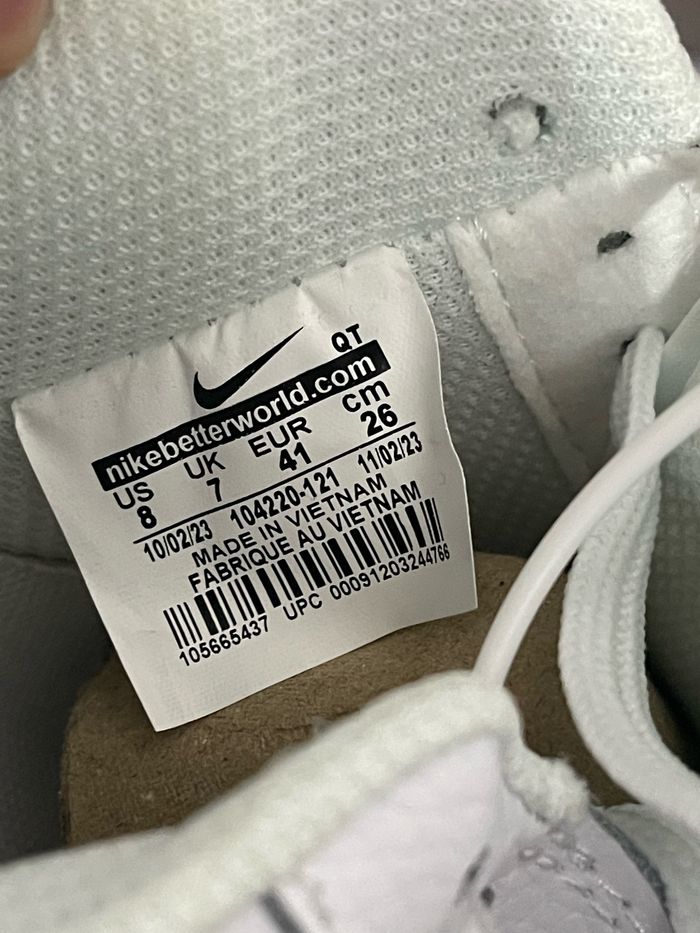 QT
nikebetterworld.com
US UK EUR cm
8 7 41 26
10/02/23 104220-121 11/02/23
MADE IN VIETNAM
FABRIQUE AU VIETNAM
105665437 UPC 00091203244766